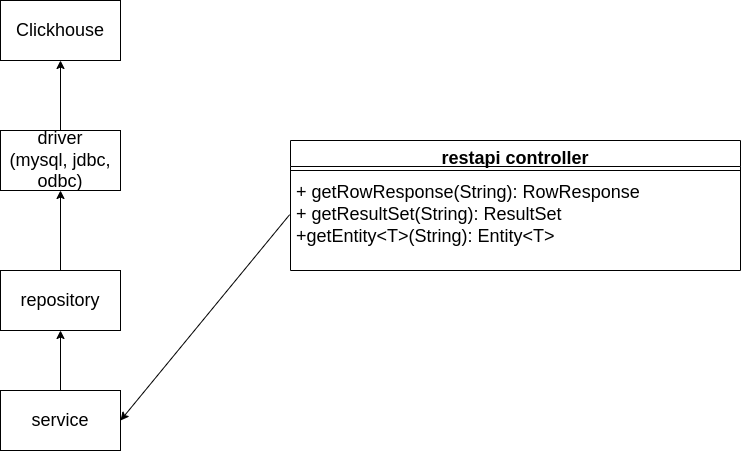 Clickhouse
driver
(mysql, jdbc,
odbc)
restapi controller
+ getRowResponse(String): RowResponse
+ getResultSet(String): ResultSet
+getEntity<T>(String): Entity<T>
repository
service